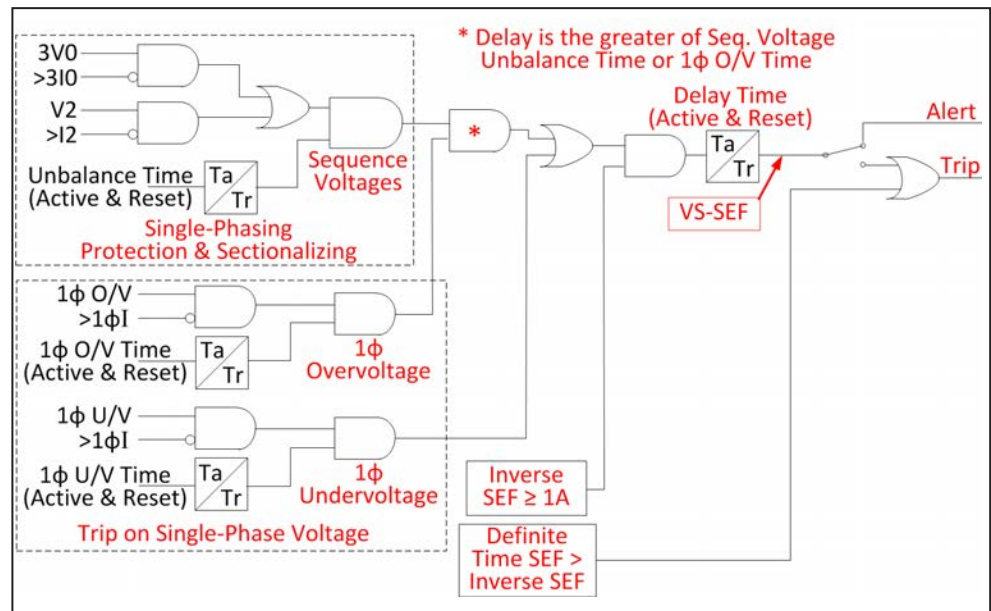 3V0
>3I0
V2
>I2
Unbalance Time
(Active & Reset)
Ta
Tr
Sequence
Voltages
Single-Phasing
Protection & Sectionalizing
* Delay is the greater of Seq. Voltage
Unbalance Time or 1ϕ O/V Time
*
Delay Time
(Active & Reset)
Ta
Tr
VS-SEF
Alert
Trip
1ϕ O/V
>1ϕI
1ϕ O/V Time
(Active & Reset)
Ta
Tr
1ϕ
Overvoltage
1ϕ U/V
>1ϕI
1ϕ U/V Time
(Active & Reset)
Ta
Tr
1ϕ
Undervoltage
Trip on Single-Phase Voltage
Inverse
SEF ≥ 1A
Definite
Time SEF >
Inverse SEF